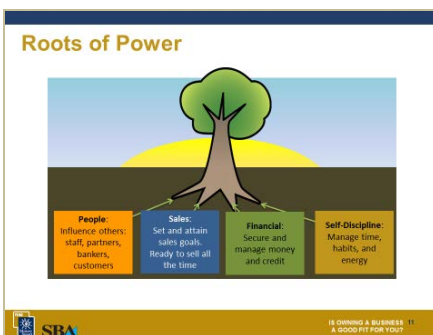 Roots of Power
People:
Influence others:
staff, partners,
bankers,
customers
Sales:
Set and attain
sales goals.
Ready to sell all
the time
Financial:
Secure and
manage money
and credit
Self-Discipline:
Manage time,
habits, and
energy
SBA
IS OWNING A BUSINESS 11
A GOOD FIT FOR YOU?